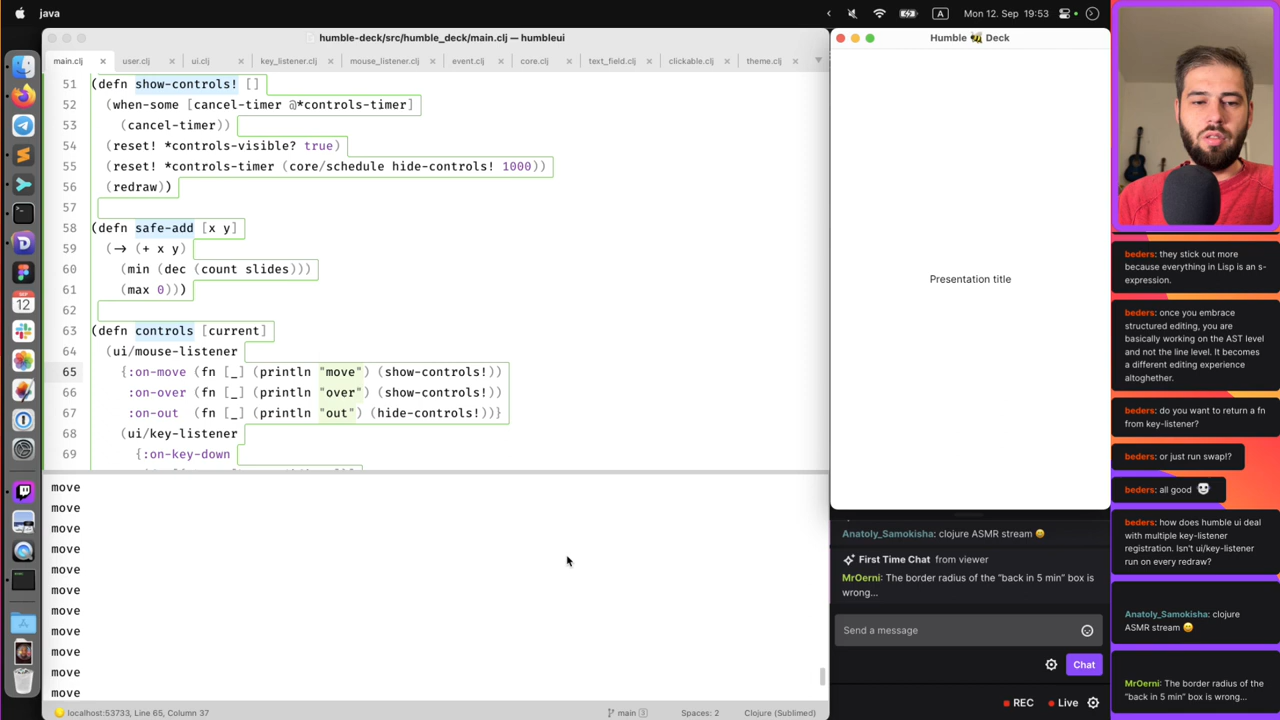 java
A
Mon 12. Sep 19:53
humble-deck/src/humble_deck/main.clj — humbleui
main.clj
user.clj
ui.clj
key_listener.clj
mouse_listener.clj
event.clj
core.clj
text_field.clj
clickable.clj
theme.clj
51 (defn show-controls! []
52 (when-some [cancel-timer @*controls-timer]
53 (cancel-timer))
54 (reset! *controls-visible? true)
55 (reset! *controls-timer (core/schedule hide-controls! 1000))
56 (redraw))
57
58 (defn safe-add [x y]
59 (-> (+ x y)
60 (min (dec (count slides)))
61 (max 0)))
62
63 (defn controls [current]
64 (ui/mouse-listener
65 {:on-move (fn [_] (println "move") (show-controls!))
66 :on-over (fn [_] (println "over") (show-controls!))
67 :on-out (fn [_] (println "out") (hide-controls!))}
68 (ui/key-listener
69 {:on-key-down
move
move
move
move
move
move
move
move
move
move
move
localhost:53733, Line 65, Column 37
main
3
Spaces: 2
Clojure (Sublimed)
Humble 🐝 Deck
Presentation title
Anatoly_Samokisha: clojure ASMR stream 😄
First Time Chat from viewer
MrOerni: The border radius of the “back in 5 min” box is
wrong...
Send a message
Chat
REC
Live
beders: they stick out more
because everything in Lisp is an s-
expression.
beders: once you embrace
structured editing, you are
basically working on the AST level
and not the line level. It becomes
a different editing experience
altoghether.
beders: do you want to return a fn
from key-listener?
beders: or just run swap!?
beders: all good
beders: how does humble ui deal
with multiple key-listener
registration. Isn't ui/key-listener
run on every redraw?
Anatoly_Samokisha: clojure
ASMR stream 😄
MrOerni: The border radius of the
“back in 5 min” box is wrong...
SEP
12